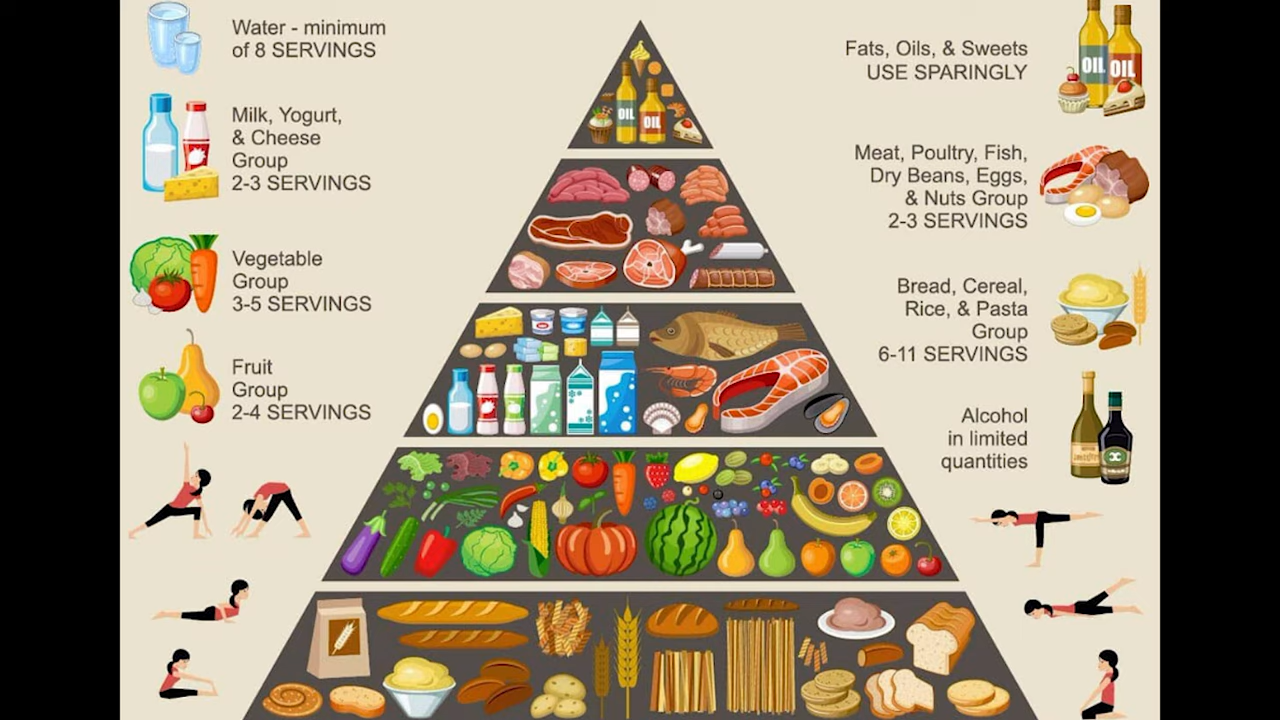 Water - minimum
of 8 SERVINGS
Milk, Yogurt,
& Cheese
Group
2-3 SERVINGS
Vegetable
Group
3-5 SERVINGS
Fruit
Group
2-4 SERVINGS
OIL
OIL
Fats, Oils, & Sweets
USE SPARINGLY
OIL
OIL
Meat, Poultry, Fish,
Dry Beans, Eggs,
& Nuts Group
2-3 SERVINGS
Bread, Cereal,
Rice, & Pasta
Group
6-11 SERVINGS
Alcohol
in limited
quantities